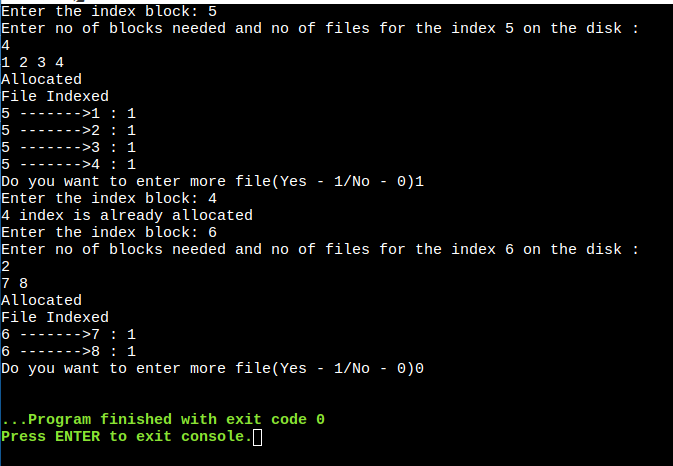 Enter the index block: 5
Enter no of blocks needed and no of files for the index 5 on the disk :
4
1 2 3 4
Allocated
File Indexed
5 ------->1 : 1
5 ------->2 : 1
5 ------->3 : 1
5 ------->4 : 1
Do you want to enter more file(Yes - 1/No - 0)1
Enter the index block: 4
4 index is already allocated
Enter the index block: 6
Enter no of blocks needed and no of files for the index 6 on the disk :
2
7 8
Allocated
File Indexed
6 ------->7 : 1
6 ------->8 : 1
Do you want to enter more file(Yes - 1/No - 0)0
...Program finished with exit code 0
Press ENTER to exit console.